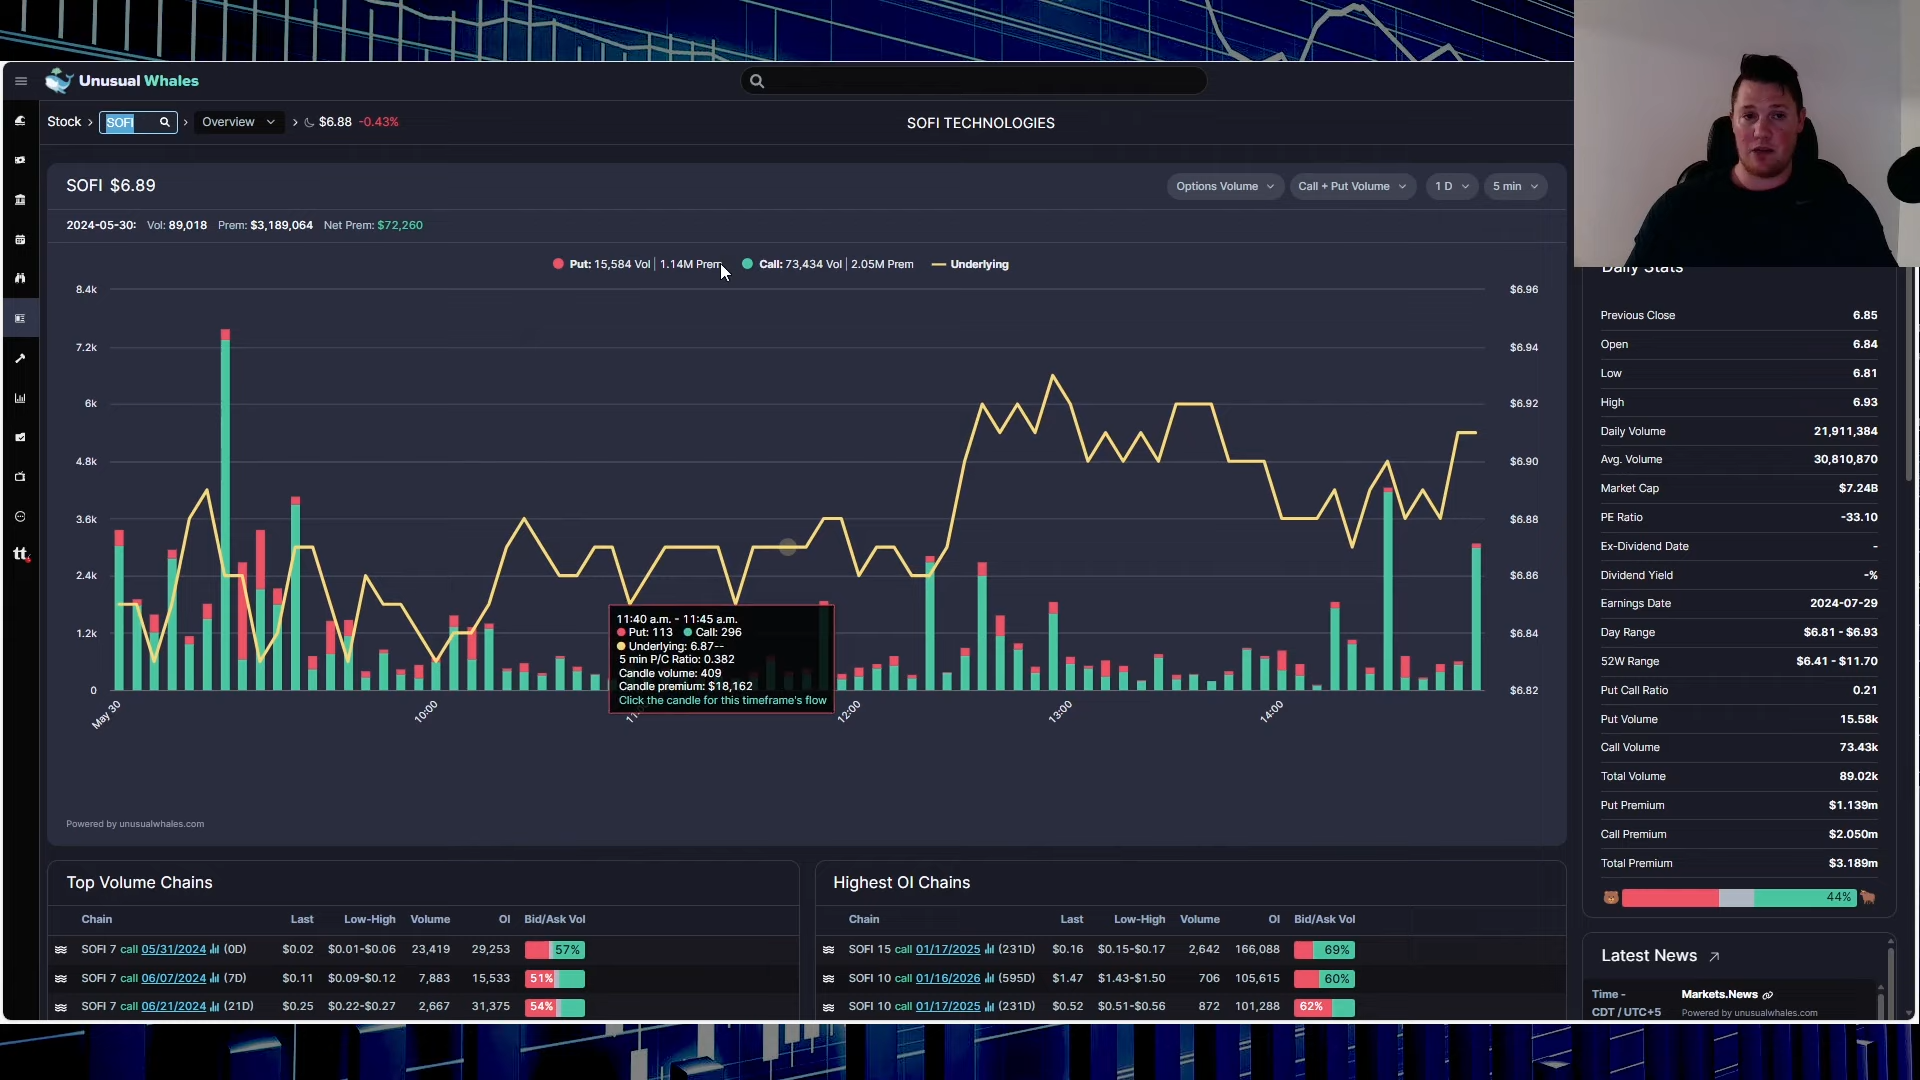 Unusual Whales
Stock > SOFI > Overview > $6.88 -0.43%
SOFI TECHNOLOGIES
SOFI $6.89
Options Volume
Call + Put Volume
1 D
5 min
2024-05-30: Vol: 89,018 Prem: $3,189,064 Net Prem: $72,260
Put: 15,584 Vol | 1.14M Prem
Call: 73,434 Vol | 2.05M Prem
Underlying
8.4k
7.2k
6k
4.8k
3.6k
2.4k
1.2k
0
$6.96
$6.94
$6.92
$6.90
$6.88
$6.86
$6.84
$6.82
11:40 a.m. - 11:45 a.m.
Put: 113 Call: 296
Underlying: 6.87--
5 min P/C Ratio: 0.382
Candle volume: 409
Candle premium: $18,162
Click the candle for this timeframe's flow
May 30
10:00
12:00
13:00
14:00
Powered by unusualwhales.com
tt
Daily Stats
Previous Close 6.85
Open 6.84
Low 6.81
High 6.93
Daily Volume 21,911,384
Avg. Volume 30,810,870
Market Cap $7.24B
PE Ratio -33.10
Ex-Dividend Date -
Dividend Yield -%
Earnings Date 2024-07-29
Day Range $6.81 - $6.93
52W Range $6.41 - $11.70
Put Call Ratio 0.21
Put Volume 15.58k
Call Volume 73.43k
Total Volume 89.02k
Put Premium $1.139m
Call Premium $2.050m
Total Premium $3.189m
44%
Top Volume Chains
Chain Last Low-High Volume OI Bid/Ask Vol
SOFI 7 call 05/31/2024 (0D) $0.02 $0.01-$0.06 23,419 29,253 57%
SOFI 7 call 06/07/2024 (7D) $0.11 $0.09-$0.12 7,883 15,533 51%
SOFI 7 call 06/21/2024 (21D) $0.25 $0.22-$0.27 2,667 31,375 54%
Highest OI Chains
Chain Last Low-High Volume OI Bid/Ask Vol
SOFI 15 call 01/17/2025 (231D) $0.16 $0.15-$0.17 2,642 166,088 69%
SOFI 10 call 01/16/2026 (595D) $1.47 $1.43-$1.50 706 105,615 60%
SOFI 10 call 01/17/2025 (231D) $0.52 $0.51-$0.56 872 101,288 62%
Latest News
Time - CDT / UTC+5
Markets.News
Powered by unusualwhales.com